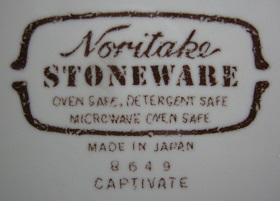 Noritake
STONEWARE
OVEN SAFE, DETERGENT SAFE
MICROWAVE OVEN SAFE
MADE IN JAPAN
8649
CAPTIVATE